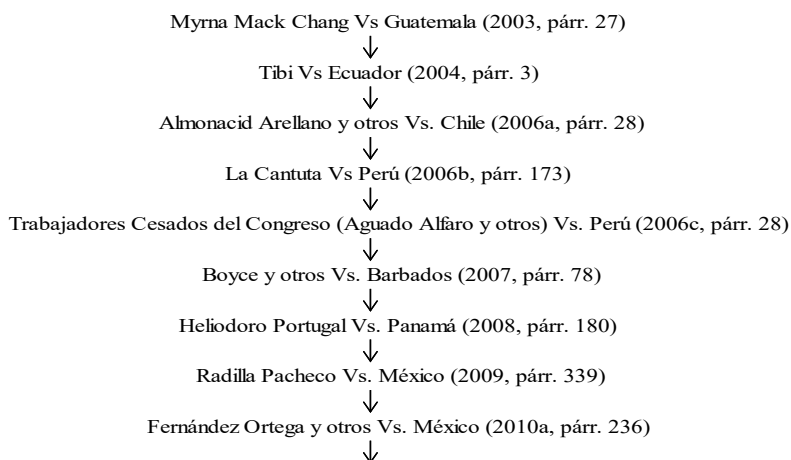 Myrna Mack Chang Vs Guatemala (2003, párr. 27)
Tibi Vs Ecuador (2004, párr. 3)
Almonacid Arellano y otros Vs. Chile (2006a, párr. 28)
La Cantuta Vs Perú (2006b, párr. 173)
Trabajadores Cesados del Congreso (Aguado Alfaro y otros) Vs. Perú (2006c, párr. 28)
Boyce y otros Vs. Barbados (2007, párr. 78)
Heliodoro Portugal Vs. Panamá (2008, párr. 180)
Radilla Pacheco Vs. México (2009, párr. 339)
Fernández Ortega y otros Vs. México (2010a, párr. 236)